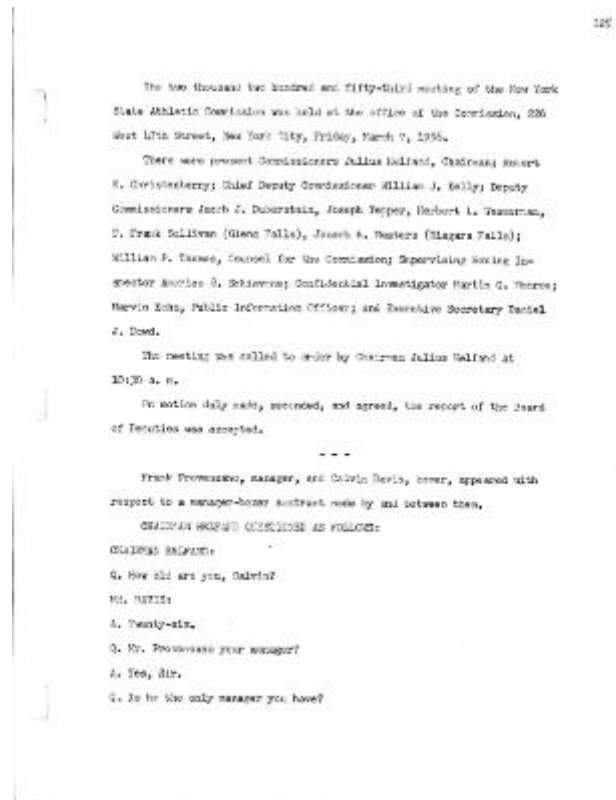 The two thousand two hundred and fifty-third meeting of the New York
State Athletic Commission was held at the office of the Commission, 226
West 47th Street, New York City, Friday, March 9, 1956.
There were present Commissioners Julius Helfand, Chairman; Robert
K. Christenberry; Chief Deputy Commissioner William J. Kelly; Deputy
Commissioners Jacob J. Duberstein, Joseph Pepper, Herbert L.
Frank Sullivan (Glens Falls), Joseph Masters (Niagara Falls);
William P. Counsel for the Commission; Supervising Boxing In-
spector Confidential Investigator Martin G. Monroe;
Marvin Kohn, Public Information Officer; and Executive Secretary Daniel
J. Dowd.
The meeting was called to order by Chairman Julius Helfand at
10:30 a. m.
On motion duly made, seconded, and agreed, the report of the Board
of Deputies was accepted.
- - -
Frank Provenzano, manager, and Calvin Davis, boxer, appeared with
respect to a manager-boxer contract made by and between them.
CHAIRMAN HELFAND QUESTIONED AS FOLLOWS:
CHAIRMAN HELFAND:
Q. How old are you, Calvin?
MR. DAVIS:
A. Twenty-six.
Q. Mr. Provenzano your manager?
A. Yes, Sir.
Q. Is he the only manager you have?